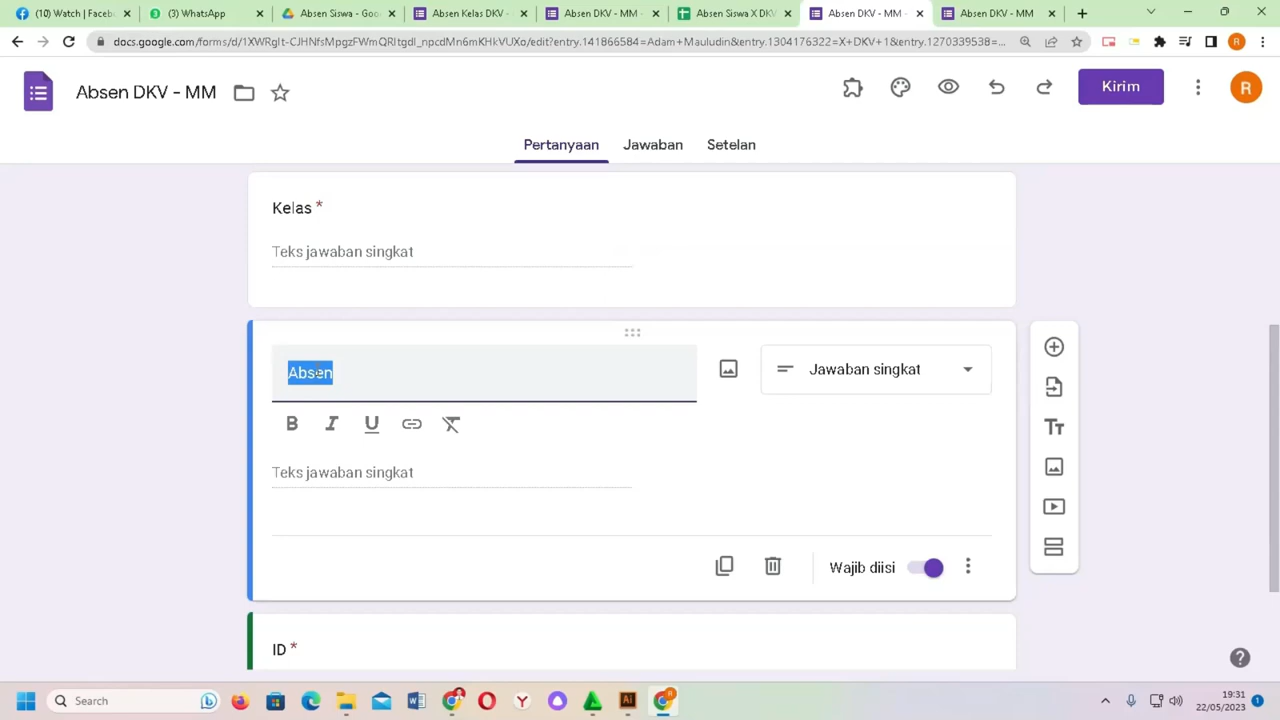 (10) Watch | Faceb
(3) WhatsApp
Absen Siswa - Goo
Absen Kelas DKV -
Absen DKV - MM -
Absen Siswa X DKV
Absen DKV - MM -
Absen DKV - MM
docs.google.com/forms/d/1XWRglt-CJHNfsMpgzFWmQRltgdl_npcdMn6mKHkVUXo/edit?entry.141866584=Adam+Mauludin&entry.1304176322=X+DKV+1&entry.1270339538=...
R
Absen DKV - MM
Kirim
R
Pertanyaan Jawaban Setelan
Kelas *
Teks jawaban singkat
Absen
Jawaban singkat
B I U
Teks jawaban singkat
Wajib diisi
ID *
Search
19:31
22/05/2023
1